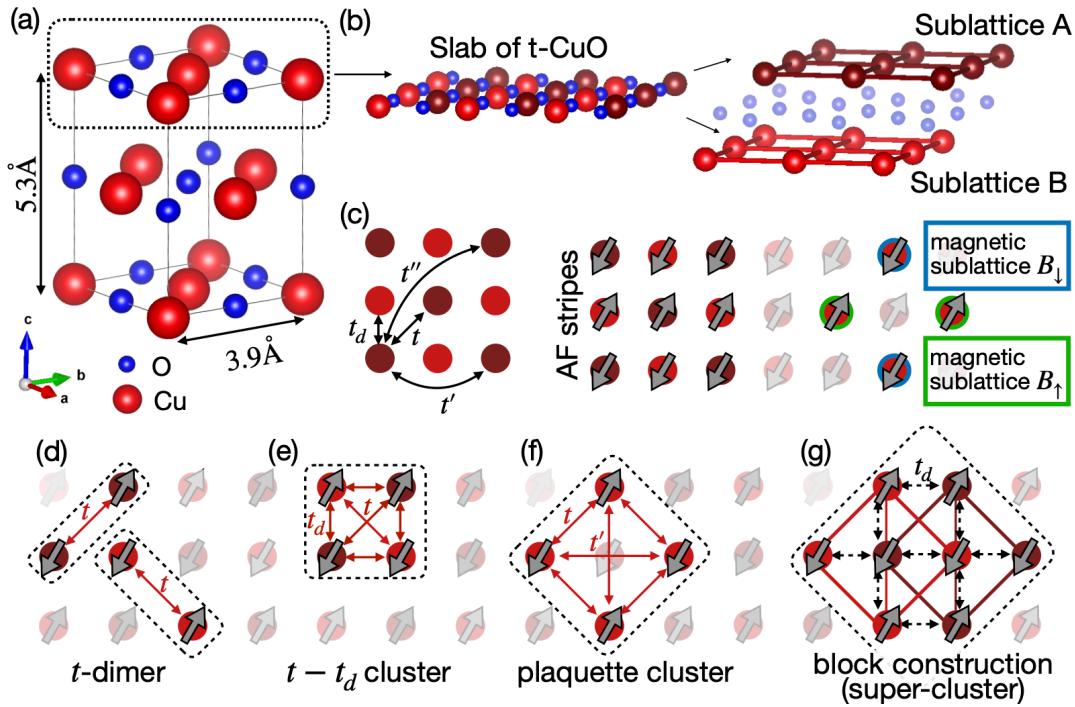 (a)
5.3Å
3.9Å
c
b
a
O
Cu
(b)
Slab of t-CuO
Sublattice A
Sublattice B
(c)
t''
t_d
t
t'
AF stripes
magnetic
sublattice B↓
magnetic
sublattice B↑
(d)
t
t
t-dimer
(e)
t
t_d
t − t_d cluster
(f)
t
t'
plaquette cluster
(g)
t_d
block construction
(super-cluster)